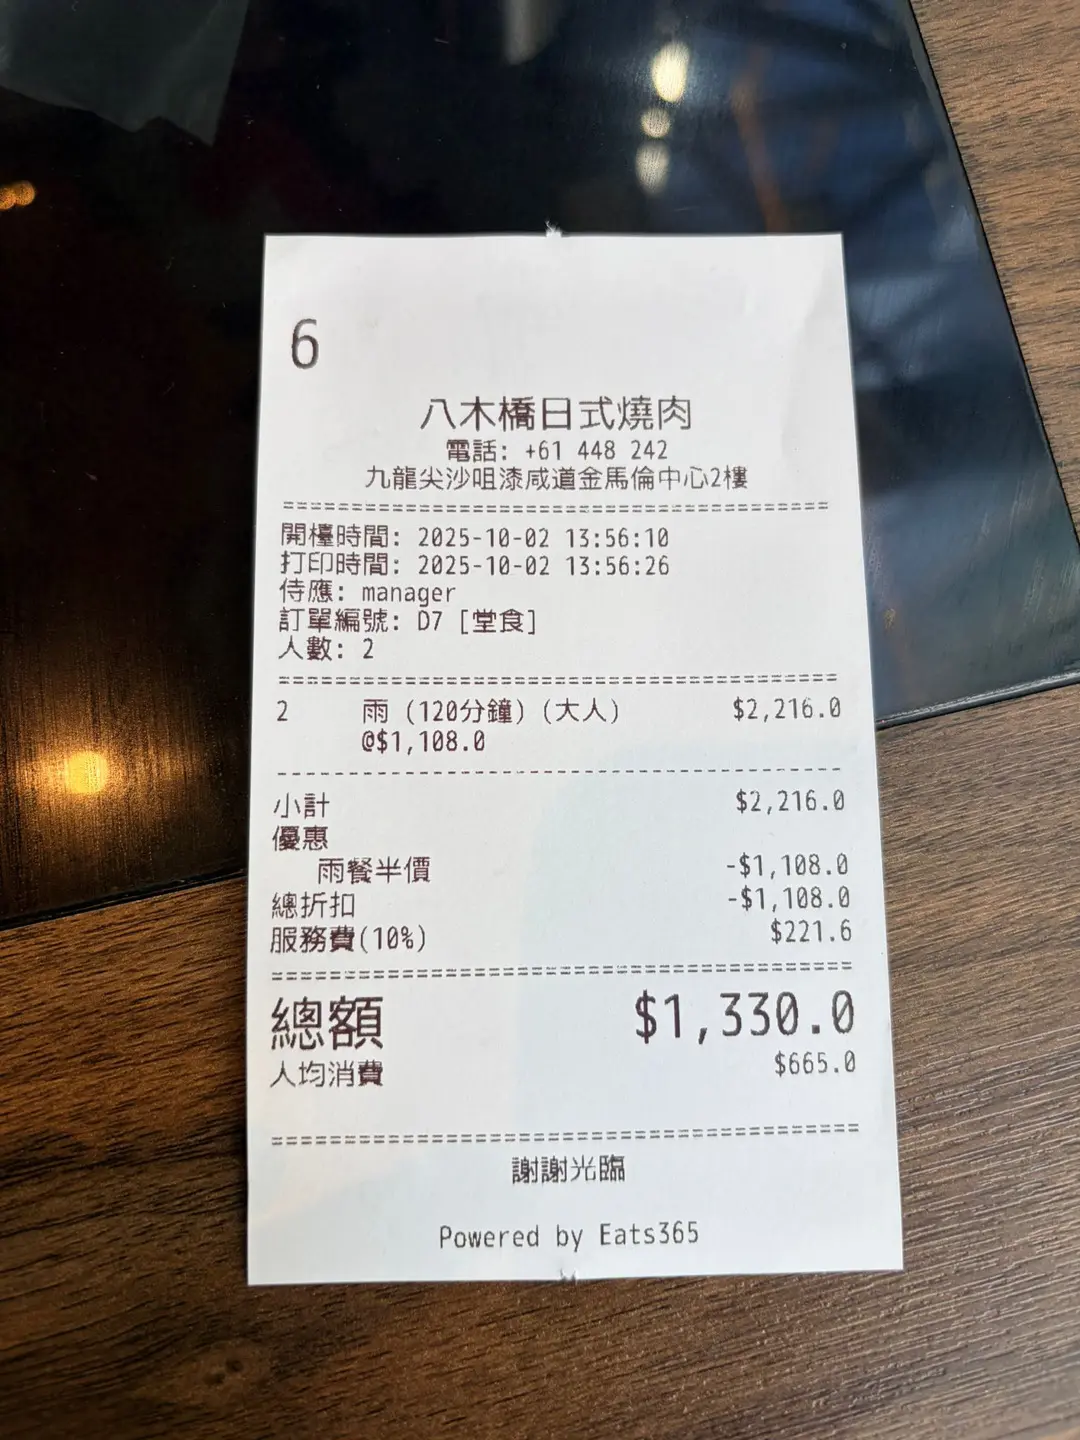 6
八木橋日式燒肉
電話: +61 448 242
九龍尖沙咀漆咸道金馬倫中心2樓
開檯時間: 2025-10-02 13:56:10
打印時間: 2025-10-02 13:56:26
侍應: manager
訂單編號: D7 [堂食]
人數: 2
2 雨 (120分鐘) (大人) $2,216.0
@$1,108.0
小計 $2,216.0
優惠
雨餐半價 -$1,108.0
總折扣 -$1,108.0
服務費(10%) $221.6
總額 $1,330.0
人均消費 $665.0
謝謝光臨
Powered by Eats365